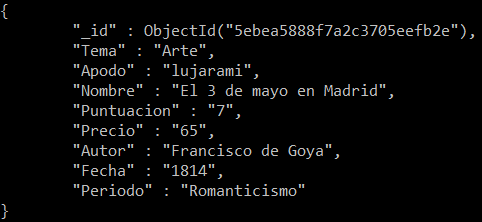 {
"_id" : ObjectId("5ebea5888f7a2c3705eefb2e"),
"Tema" : "Arte",
"Apodo" : "lujarami",
"Nombre" : "El 3 de mayo en Madrid",
"Puntuacion" : "7",
"Precio" : "65",
"Autor" : "Francisco de Goya",
"Fecha" : "1814",
"Periodo" : "Romanticismo"
}